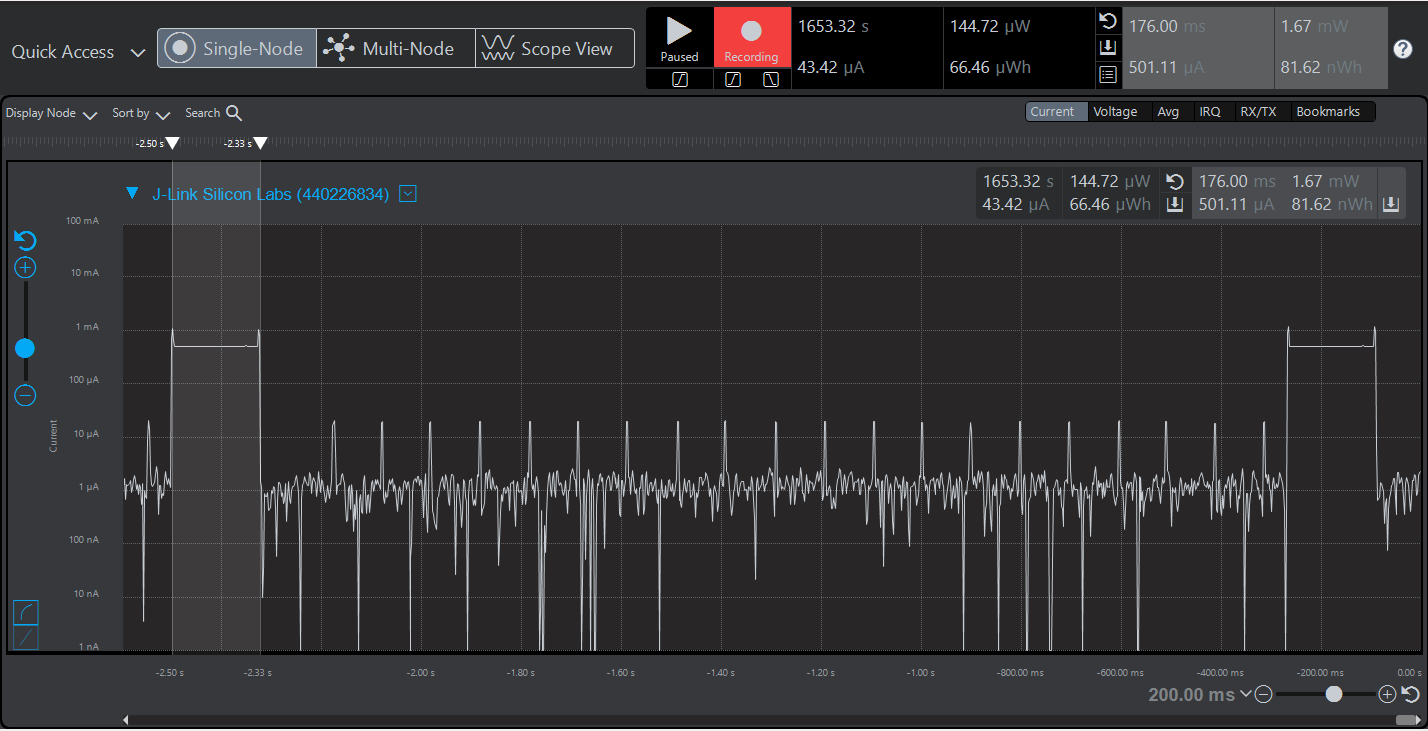 Quick Access
Single-Node
Multi-Node
Scope View
Paused
Recording
1653.32 s
144.72 µW
43.42 µA
66.46 µWh
176.00 ms
1.67 mW
501.11 µA
81.62 nWh
Display Node
Sort by
Search
Current
Voltage
Avg
IRQ
RX/TX
Bookmarks
-2.50 s
-2.33 s
J-Link Silicon Labs (440226834)
1653.32 s
144.72 µW
43.42 µA
66.46 µWh
176.00 ms
1.67 mW
501.11 µA
81.62 nWh
100 mA
10 mA
1 mA
100 µA
10 µA
1 µA
100 nA
10 nA
1 nA
Current
-2.50 s
-2.33 s
-2.00 s
-1.80 s
-1.60 s
-1.40 s
-1.20 s
-1.00 s
-800.00 ms
-600.00 ms
-400.00 ms
-200.00 ms
0.00 s
200.00 ms